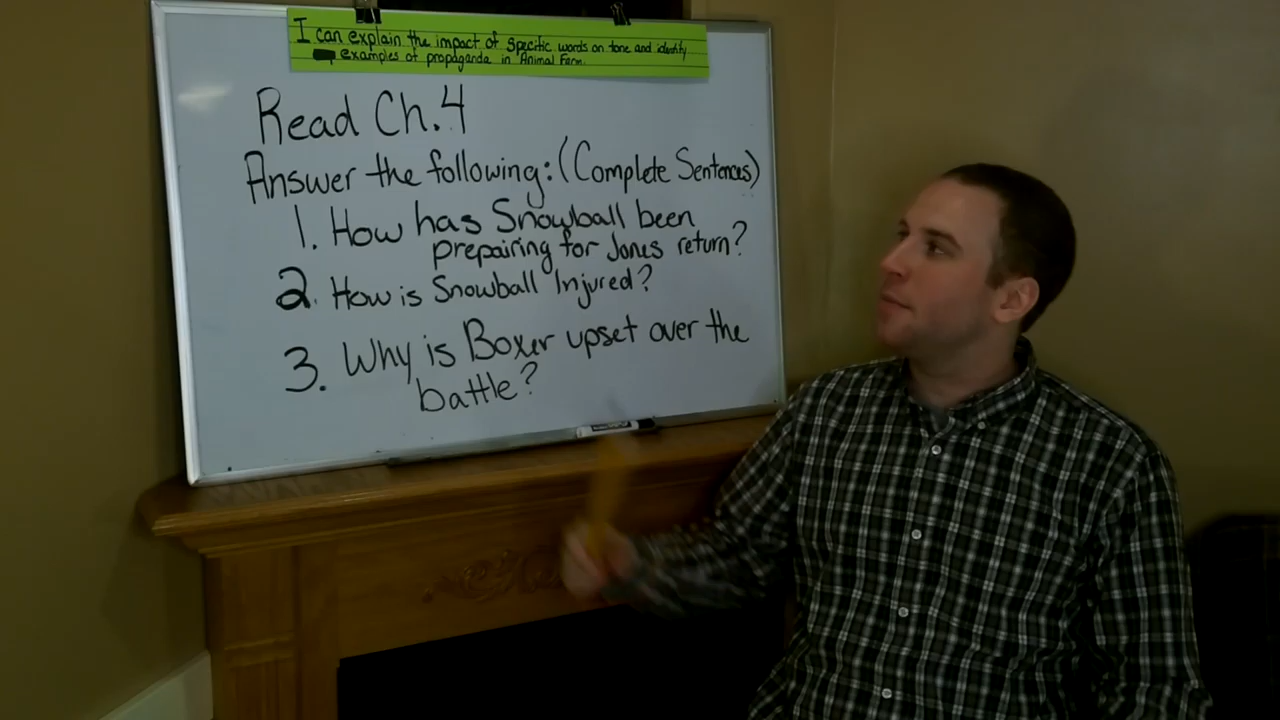 I can explain the impact of specific words on tone and identify
examples of propaganda in Animal Farm.
Read Ch. 4
Answer the following: (Complete Sentences)
1. How has Snowball been
preparing for Jones return?
2. How is Snowball Injured?
3. Why is Boxer upset over the
battle?